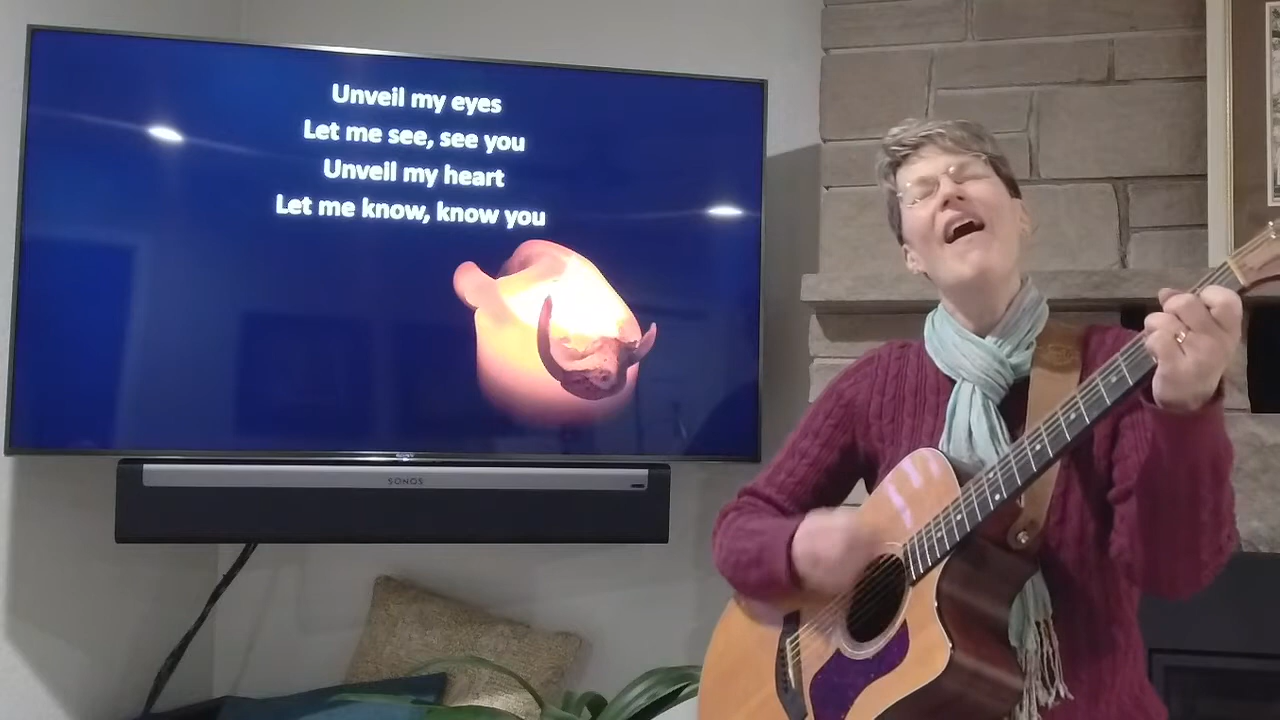 Unveil my eyes
Let me see, see you
Unveil my heart
Let me know, know you
SONOS